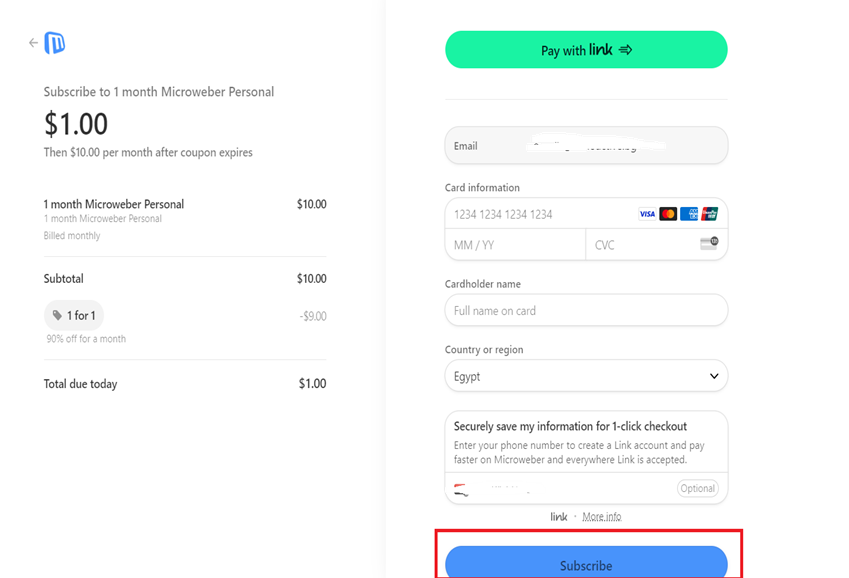 Subscribe to 1 month Microweber Personal
$1.00
Then $10.00 per month after coupon expires
1 month Microweber Personal $10.00
1 month Microweber Personal
Billed monthly
Subtotal $10.00
1 for 1 -$9.00
90% off for a month
Total due today $1.00
Pay with link
Email
Card information
1234 1234 1234 1234 VISA
MM / YY CVC
Cardholder name
Full name on card
Country or region
Egypt
Securely save my information for 1-click checkout
Enter your phone number to create a Link account and pay
faster on Microweber and everywhere Link is accepted.
Optional
link · More info
Subscribe